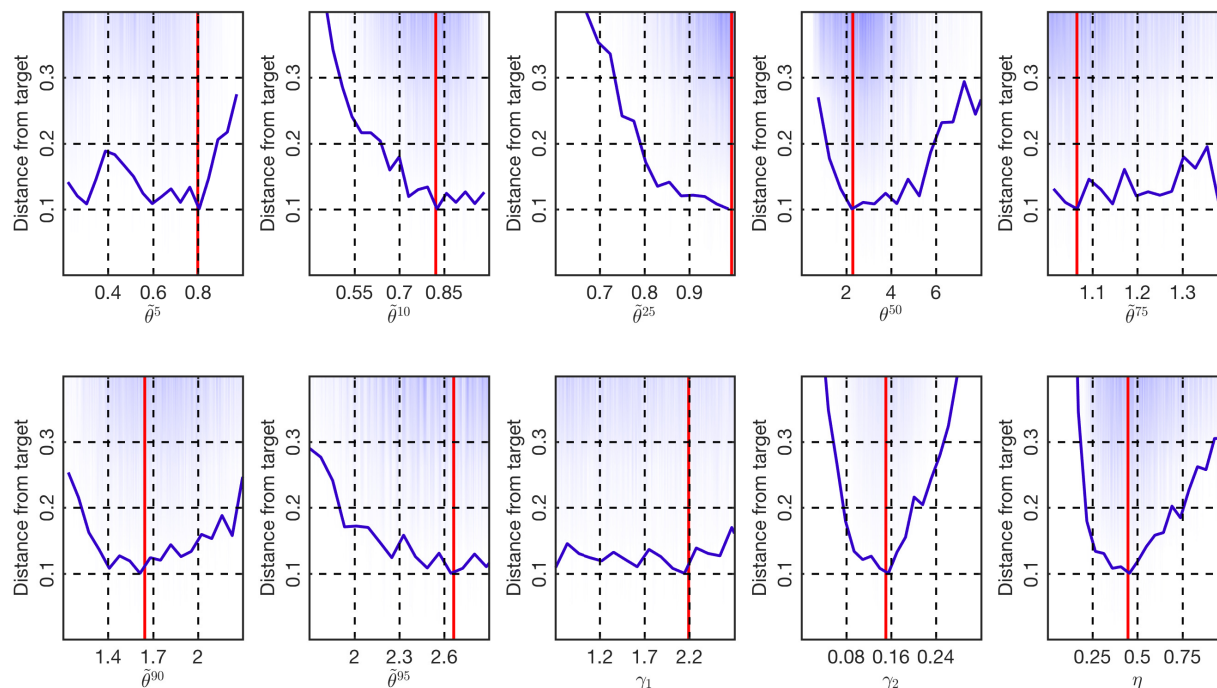 Distance from target
0.3
0.2
0.1
0.4 0.6 0.8
θ̃⁵
Distance from target
0.3
0.2
0.1
0.55 0.7 0.85
θ̃¹⁰
Distance from target
0.3
0.2
0.1
0.7 0.8 0.9
θ̃²⁵
Distance from target
0.3
0.2
0.1
2 4 6
θ⁵⁰
Distance from target
0.3
0.2
0.1
1.1 1.2 1.3
θ̃⁷⁵
Distance from target
0.3
0.2
0.1
1.4 1.7 2
θ̃⁹⁰
Distance from target
0.3
0.2
0.1
2 2.3 2.6
θ̃⁹⁵
Distance from target
0.3
0.2
0.1
1.2 1.7 2.2
γ₁
Distance from target
0.3
0.2
0.1
0.08 0.16 0.24
γ₂
Distance from target
0.3
0.2
0.1
0.25 0.5 0.75
η